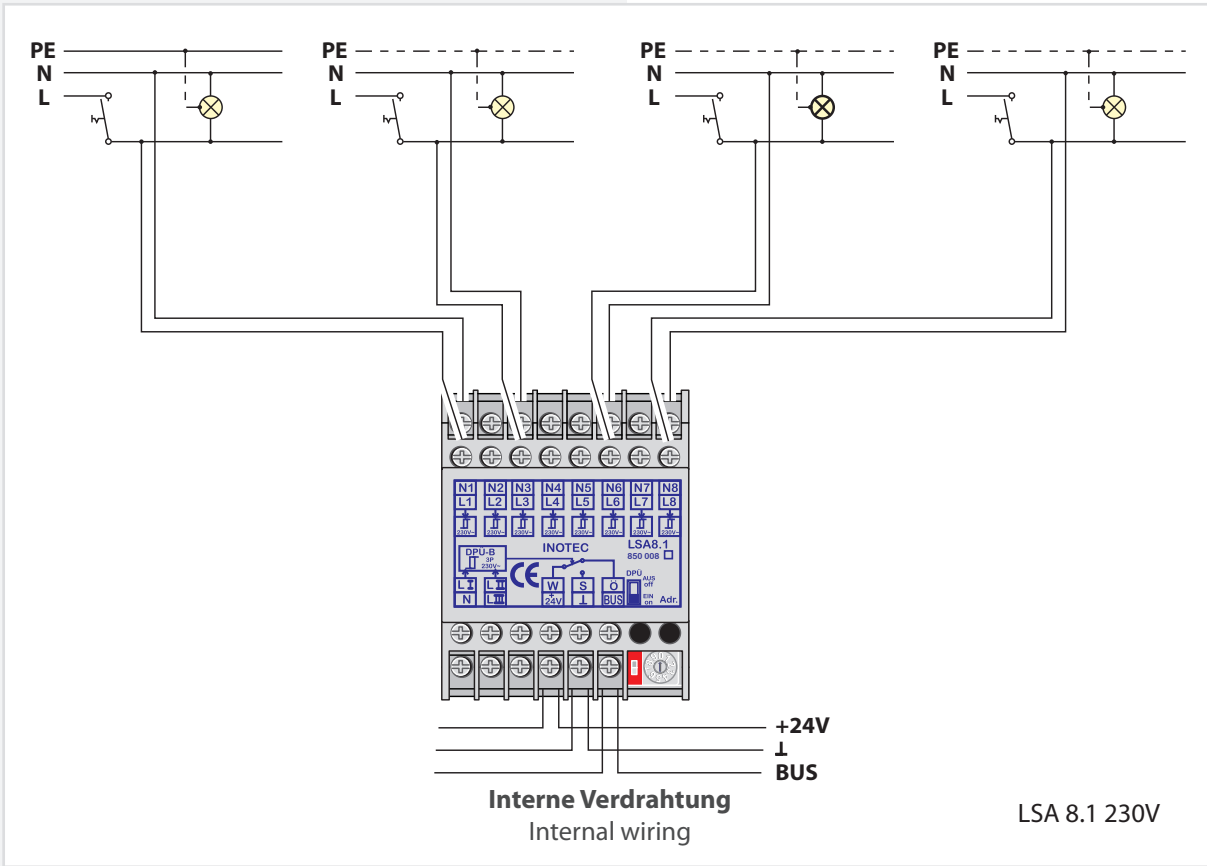 PE PE PE PE
N N N N
L L L L
N1 N2 N3 N4 N5 N6 N7 N8
L1 L2 L3 L4 L5 L6 L7 L8
230V~ 230V~ 230V~ 230V~ 230V~ 230V~ 230V~ 230V~
INOTEC LSA8.1
850 008
DPÜ-B
3P
230V~
CE
DPÜ
AUS
off
EIN
on
Adr.
L I L II W S Ö
N L III + 24V ⊥ BUS
+24V
⊥
BUS
Interne Verdrahtung
Internal wiring
LSA 8.1 230V